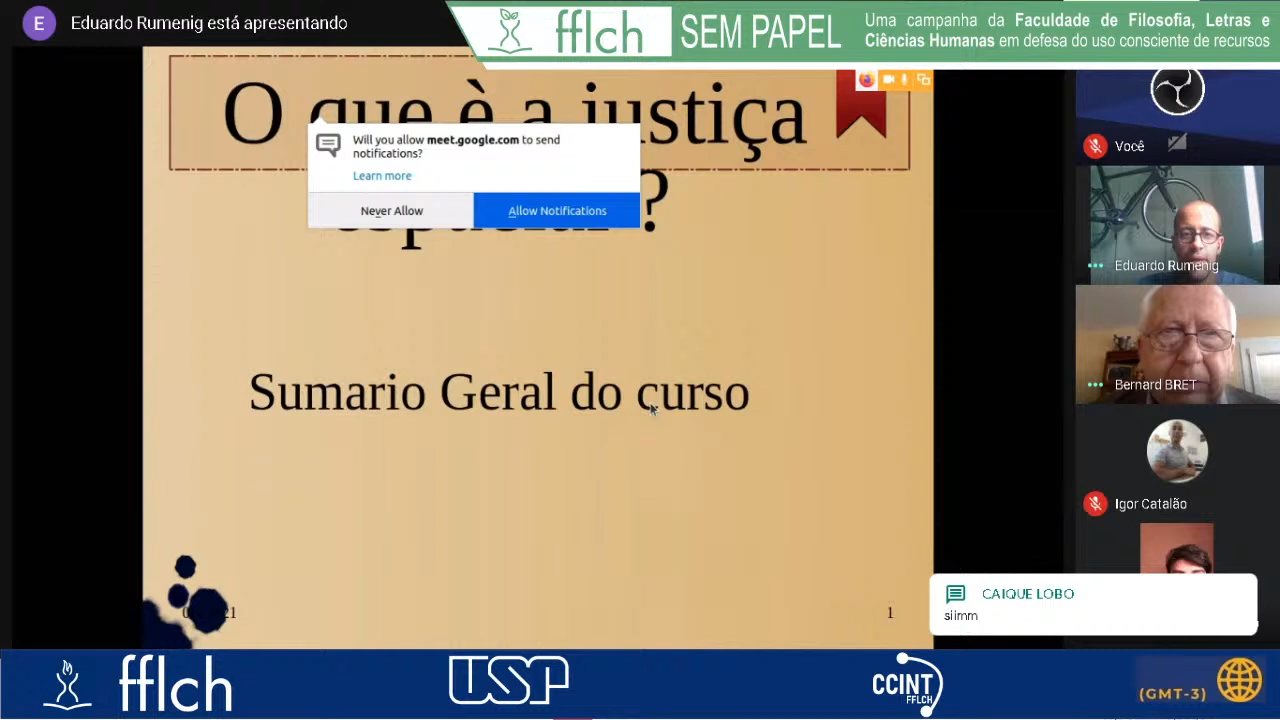 E
Eduardo Rumenig está apresentando
fflch
SEM PAPEL
Uma campanha da Faculdade de Filosofia, Letras e
Ciências Humanas em defesa do uso consciente de recursos
O que è a justiça
?
Will you allow meet.google.com to send
notifications?
Learn more
Never Allow
Allow Notifications
Sumario Geral do curso
1
Você
Eduardo Rumenig
Bernard BRET
Igor Catalão
CAIQUE LOBO
siimm
fflch
USP
CCINT
FFLCH
(GMT-3)